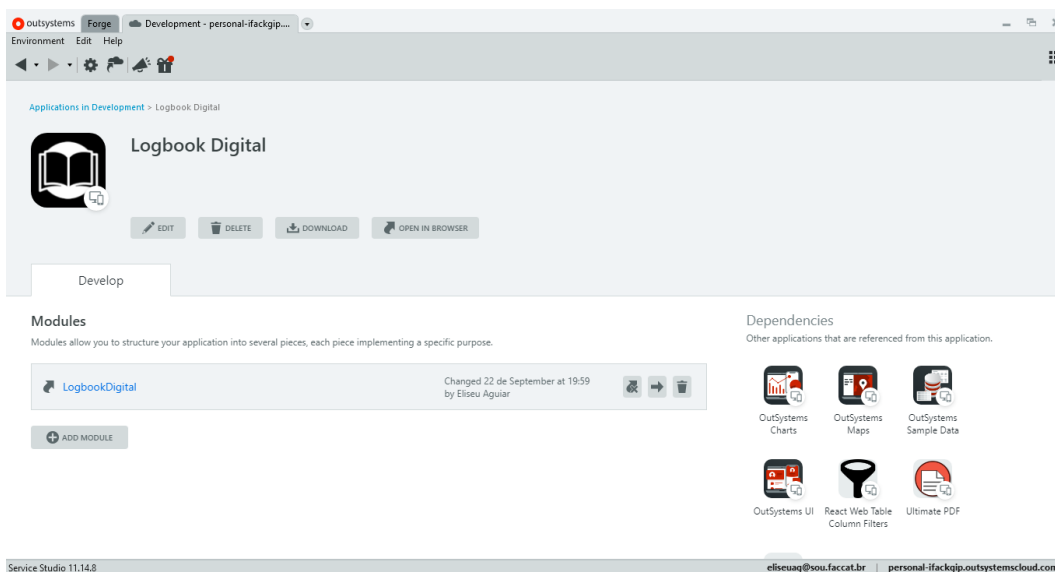 outsystems Forge Development - personal-ifackgip....
Environment Edit Help
Applications in Development > Logbook Digital
Logbook Digital
EDIT DELETE DOWNLOAD OPEN IN BROWSER
Develop
Modules
Modules allow you to structure your application into several pieces, each piece implementing a specific purpose.
LogbookDigital
Changed 22 de September at 19:59
by Eliseu Aguiar
ADD MODULE
Dependencies
Other applications that are referenced from this application.
OutSystems
Charts
OutSystems
Maps
OutSystems
Sample Data
OutSystems UI
React Web Table
Column Filters
Ultimate PDF
Service Studio 11.14.8
eliseuag@sou.faccat.br | personal-ifackgip.outsystemscloud.com